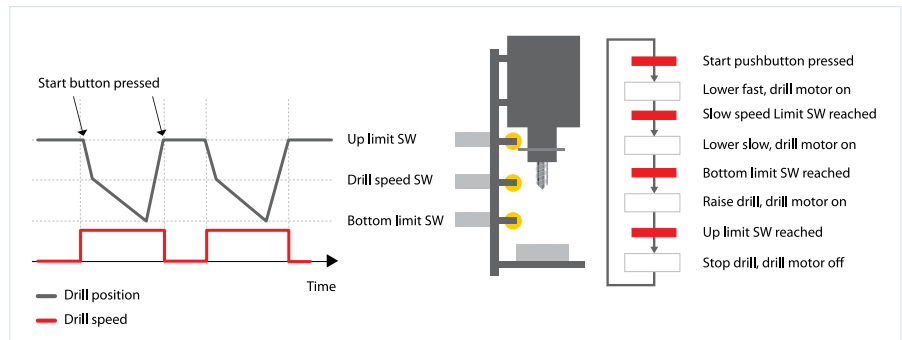 Start button pressed
Up limit SW
Drill speed SW
Bottom limit SW
Time
Drill position
Drill speed
Start pushbutton pressed
Lower fast, drill motor on
Slow speed Limit SW reached
Lower slow, drill motor on
Bottom limit SW reached
Raise drill, drill motor on
Up limit SW reached
Stop drill, drill motor off